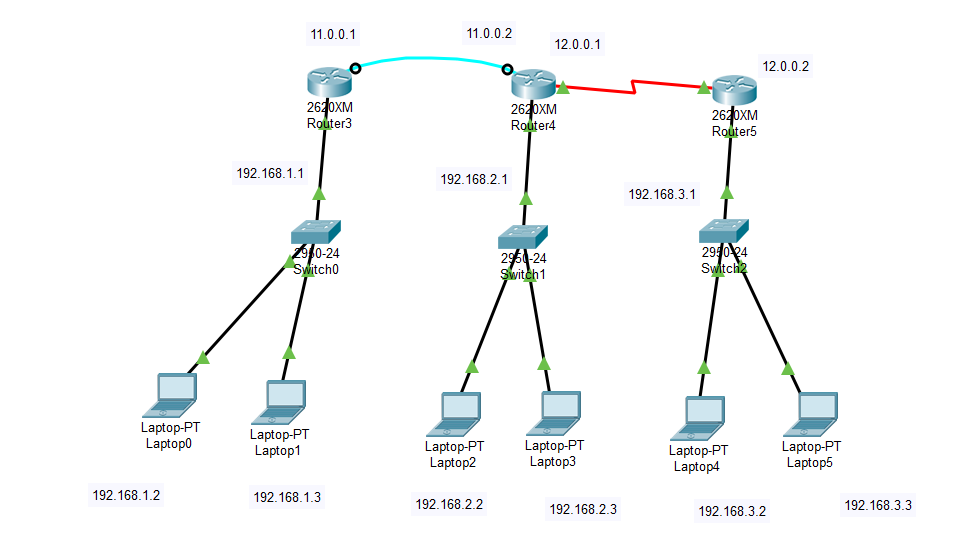 11.0.0.1
11.0.0.2
12.0.0.1
12.0.0.2
2620XM
Router3
2620XM
Router4
2620XM
Router5
192.168.1.1
192.168.2.1
192.168.3.1
2950-24
Switch0
2950-24
Switch1
2950-24
Switch2
Laptop-PT
Laptop0
Laptop-PT
Laptop1
Laptop-PT
Laptop2
Laptop-PT
Laptop3
Laptop-PT
Laptop4
Laptop-PT
Laptop5
192.168.1.2
192.168.1.3
192.168.2.2
192.168.2.3
192.168.3.2
192.168.3.3